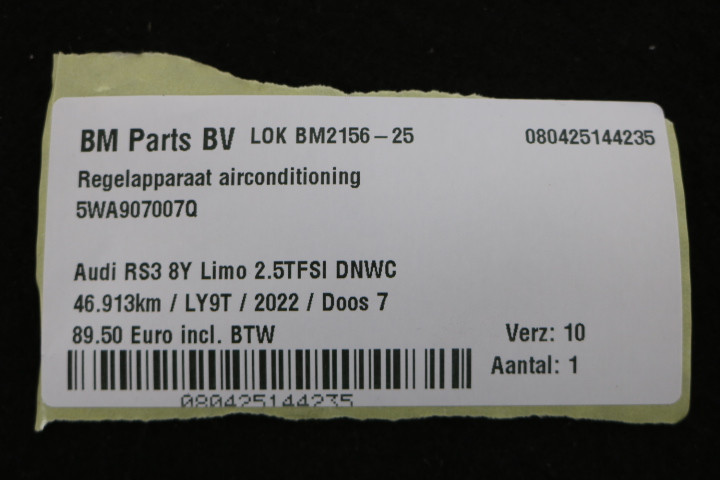 BM Parts BV LOK BM2156-25 080425144235
Regelapparaat airconditioning
5WA907007Q
Audi RS3 8Y Limo 2.5TFSI DNWC
46.913km / LY9T / 2022 / Doos 7
89.50 Euro incl. BTW Verz: 10
Aantal: 1
080425144235